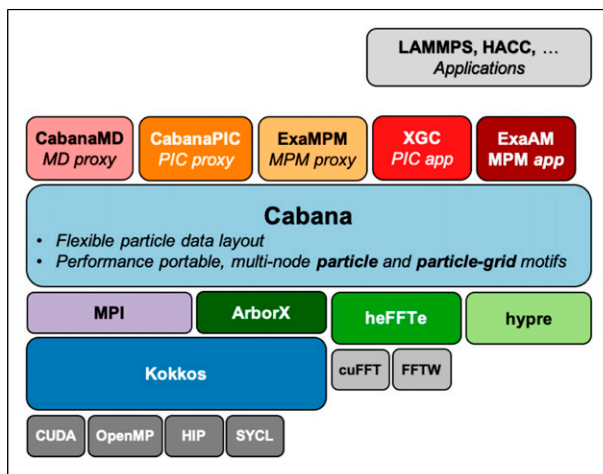 LAMMPS, HACC, ...
Applications
CabanaMD
MD proxy
CabanaPIC
PIC proxy
ExaMPM
MPM proxy
XGC
PIC app
ExaAM
MPM app
Cabana
• Flexible particle data layout
• Performance portable, multi-node particle and particle-grid motifs
MPI
ArborX
heFFTe
hypre
Kokkos
cuFFT
FFTW
CUDA
OpenMP
HIP
SYCL